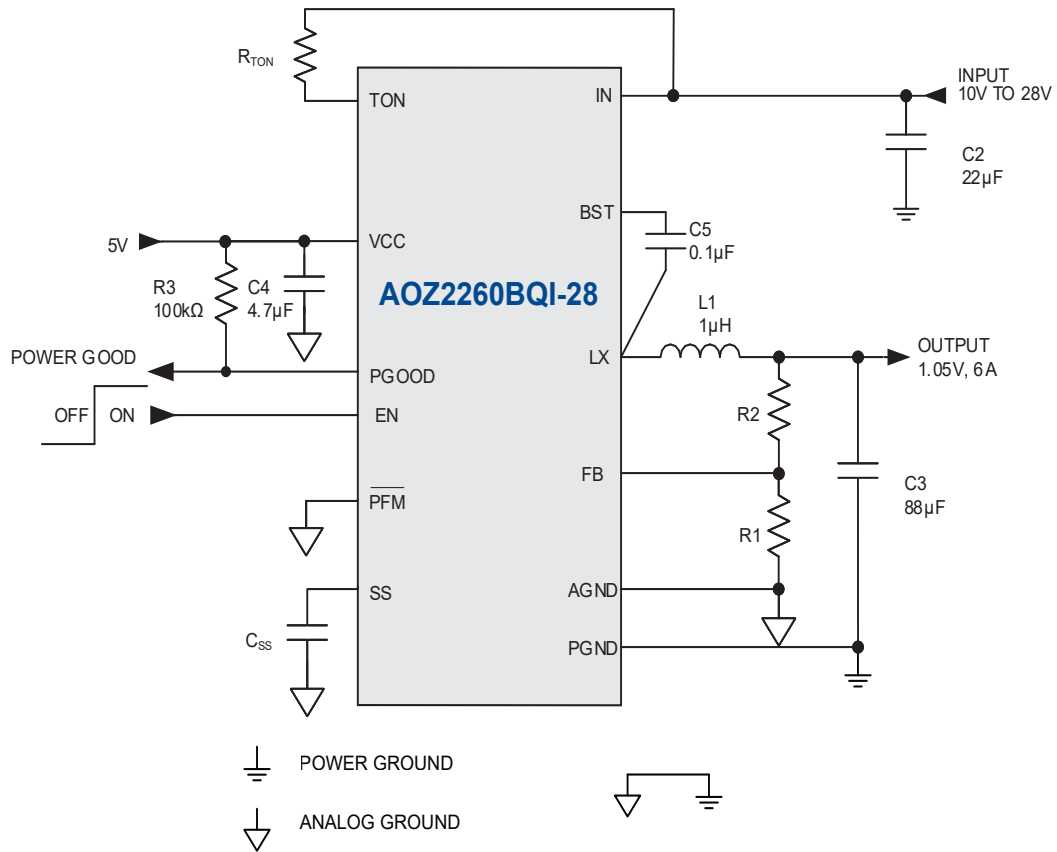 R_TON
TON
IN
INPUT
10V TO 28V
C2
22µF
BST
C5
0.1µF
5V
VCC
R3
100kΩ
C4
4.7µF
AOZ2260BQI-28
L1
1µH
POWER GOOD
PGOOD
LX
OUTPUT
1.05V, 6A
OFF
ON
EN
R2
FB
C3
88µF
PFM
R1
SS
AGND
C_SS
PGND
POWER GROUND
ANALOG GROUND